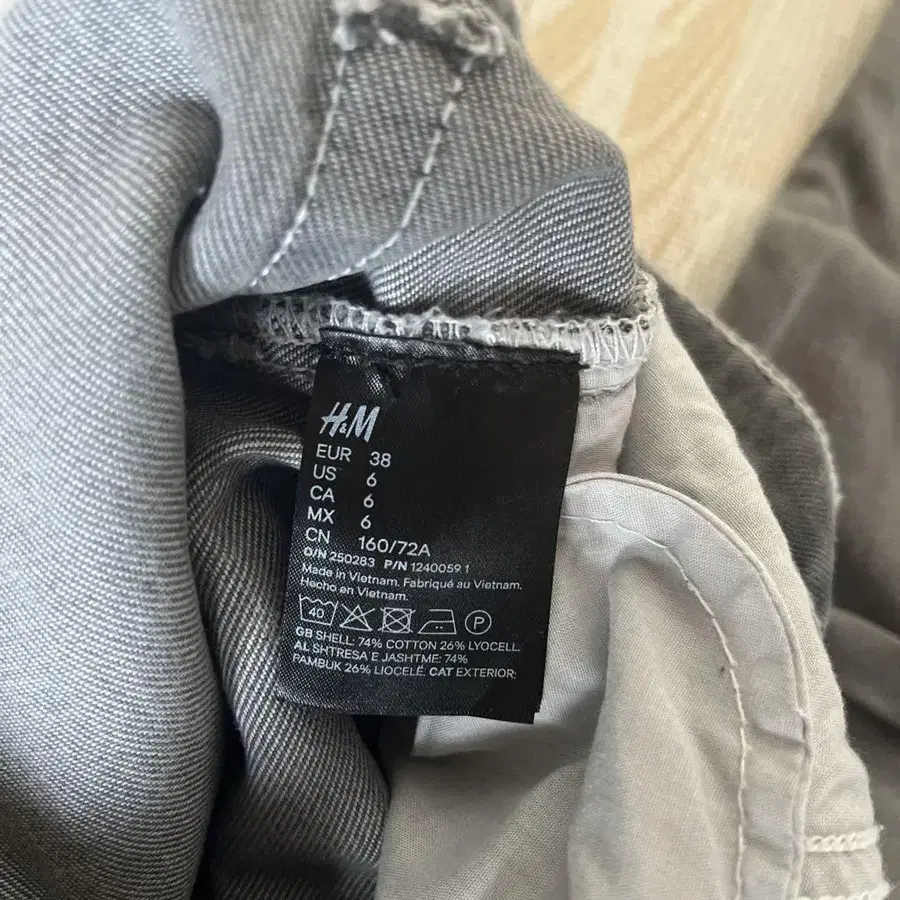 H&M
EUR 38
US 6
CA 6
MX 6
CN 160/72A
O/N 250283 P/N 1240059 1
Made in Vietnam. Fabriqué au Vietnam.
Hecho en Vietnam.
40 P
GB SHELL: 74% COTTON 26% LYOCELL.
AL SHTRESA E JASHTME: 74%
PAMBUK 26% LIOCELË. CAT EXTERIOR: